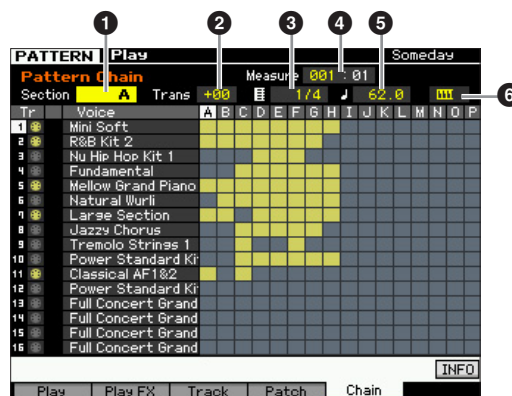 1 2 3 4 5
PATTERN Play Someday
Pattern Chain Measure 001 : 01
Section A Trans +00 1/4 ♩ 62.0 6
Tr Voice A B C D E F G H I J K L M N O P
1 Mini Soft
2 R&B Kit 2
3 Nu Hip Hop Kit 1
4 Fundamental
5 Mellow Grand Piano
6 Natural Wurli
7 Large Section
8 Jazzy Chorus
9 Tremolo Strings 1
10 Power Standard Ki
11 Classical AF1&2
12 Power Standard Ki
13 Full Concert Grand
14 Full Concert Grand
15 Full Concert Grand
16 Full Concert Grand
INFO
Play Play FX Track Patch Chain